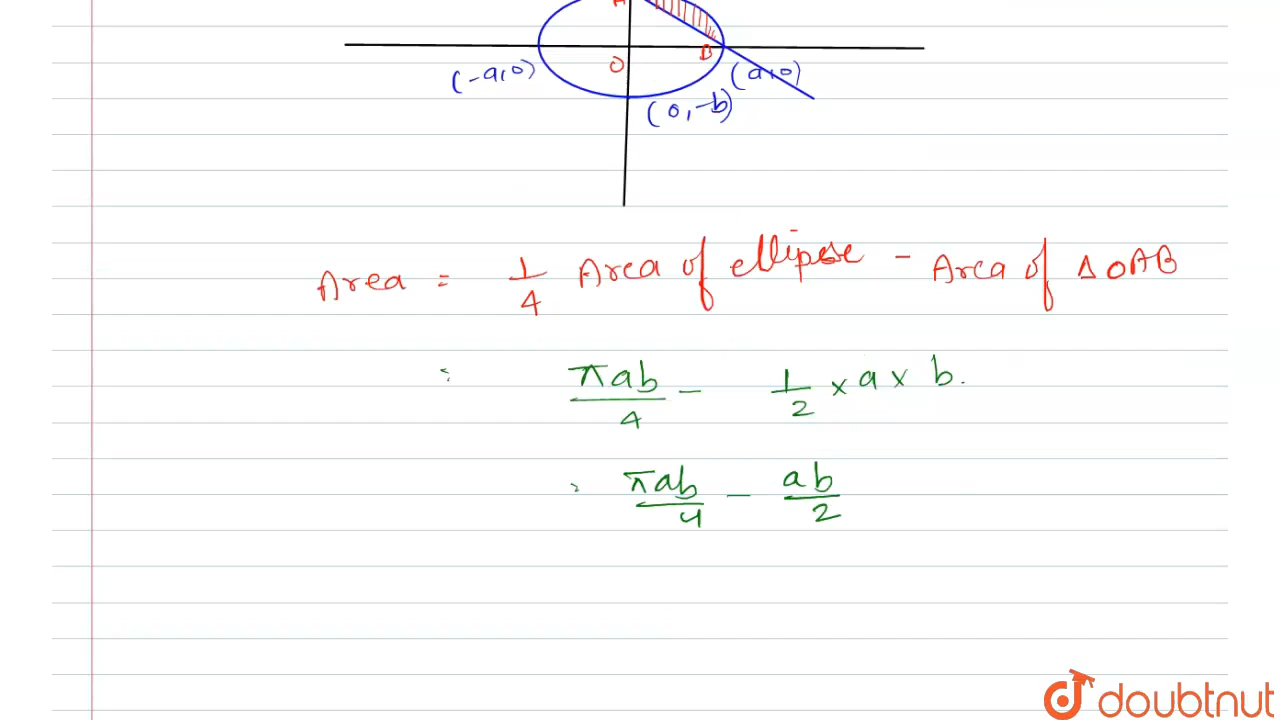 A
B
O
(-a,0)
(a,0)
(0,-b)
Area = 1/4 Area of ellipse - Area of Δ OAB
= πab/4 - 1/2 × a × b.
= πab/4 - ab/2
doubtnut